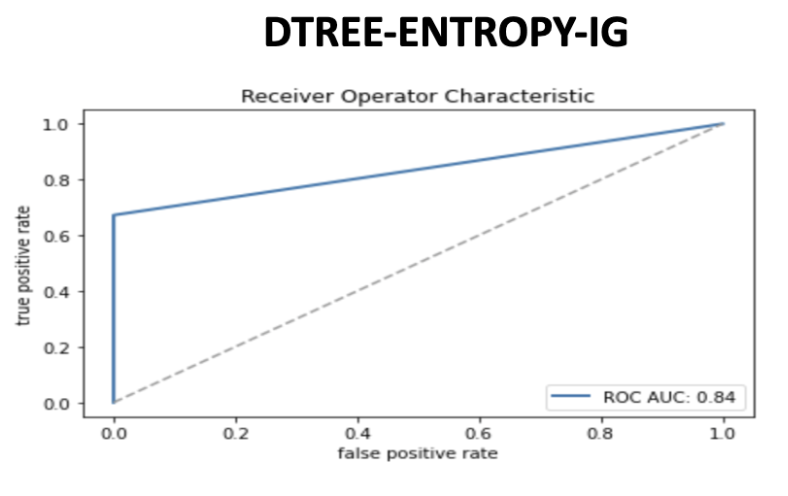 DTREE-ENTROPY-IG
Receiver Operator Characteristic
1.0
0.8
0.6
0.4
0.2
0.0
true positive rate
ROC AUC: 0.84
0.0 0.2 0.4 0.6 0.8 1.0
false positive rate